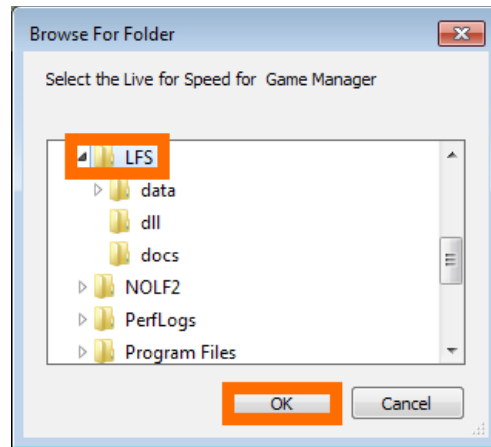 Browse For Folder
Select the Live for Speed for  Game Manager
LFS
data
dll
docs
NOLF2
PerfLogs
Program Files
OK
Cancel